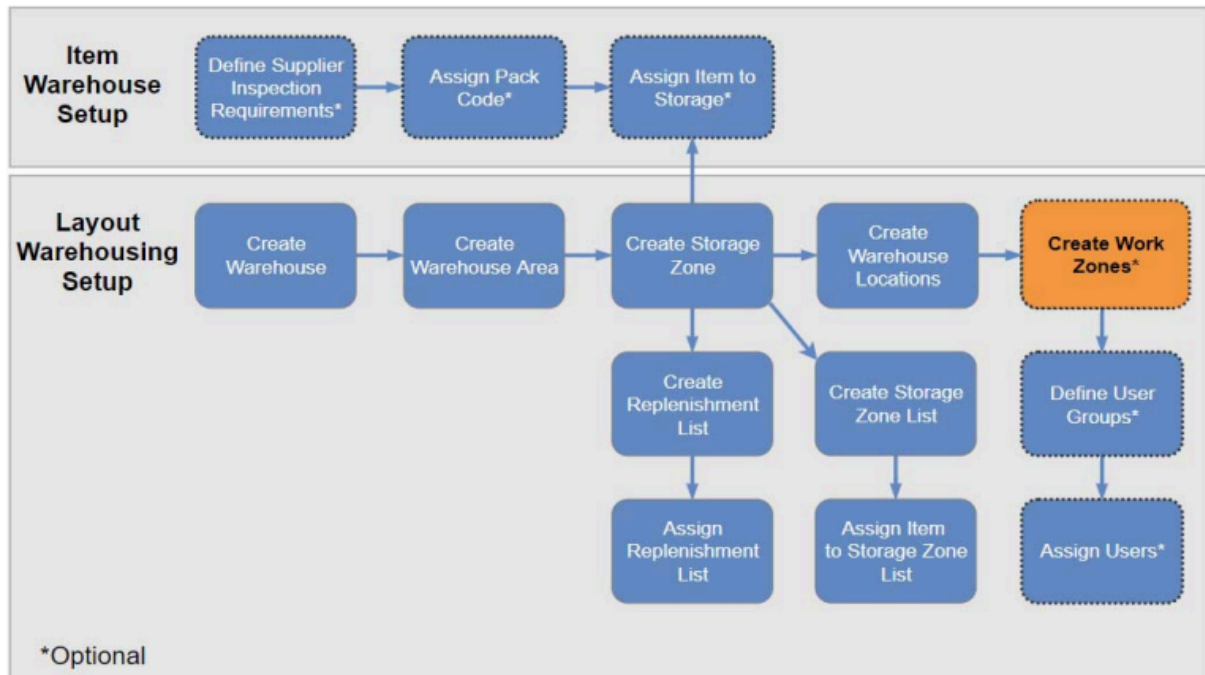 Item
Warehouse
Setup
Define Supplier
Inspection
Requirements*
Assign Pack
Code*
Assign Item to
Storage*
Layout
Warehousing
Setup
Create
Warehouse
Create
Warehouse Area
Create Storage
Zone
Create
Warehouse
Locations
Create Work
Zones*
Create
Replenishment
List
Create Storage
Zone List
Define User
Groups*
Assign
Replenishment
List
Assign Item
to Storage Zone
List
Assign Users*
*Optional